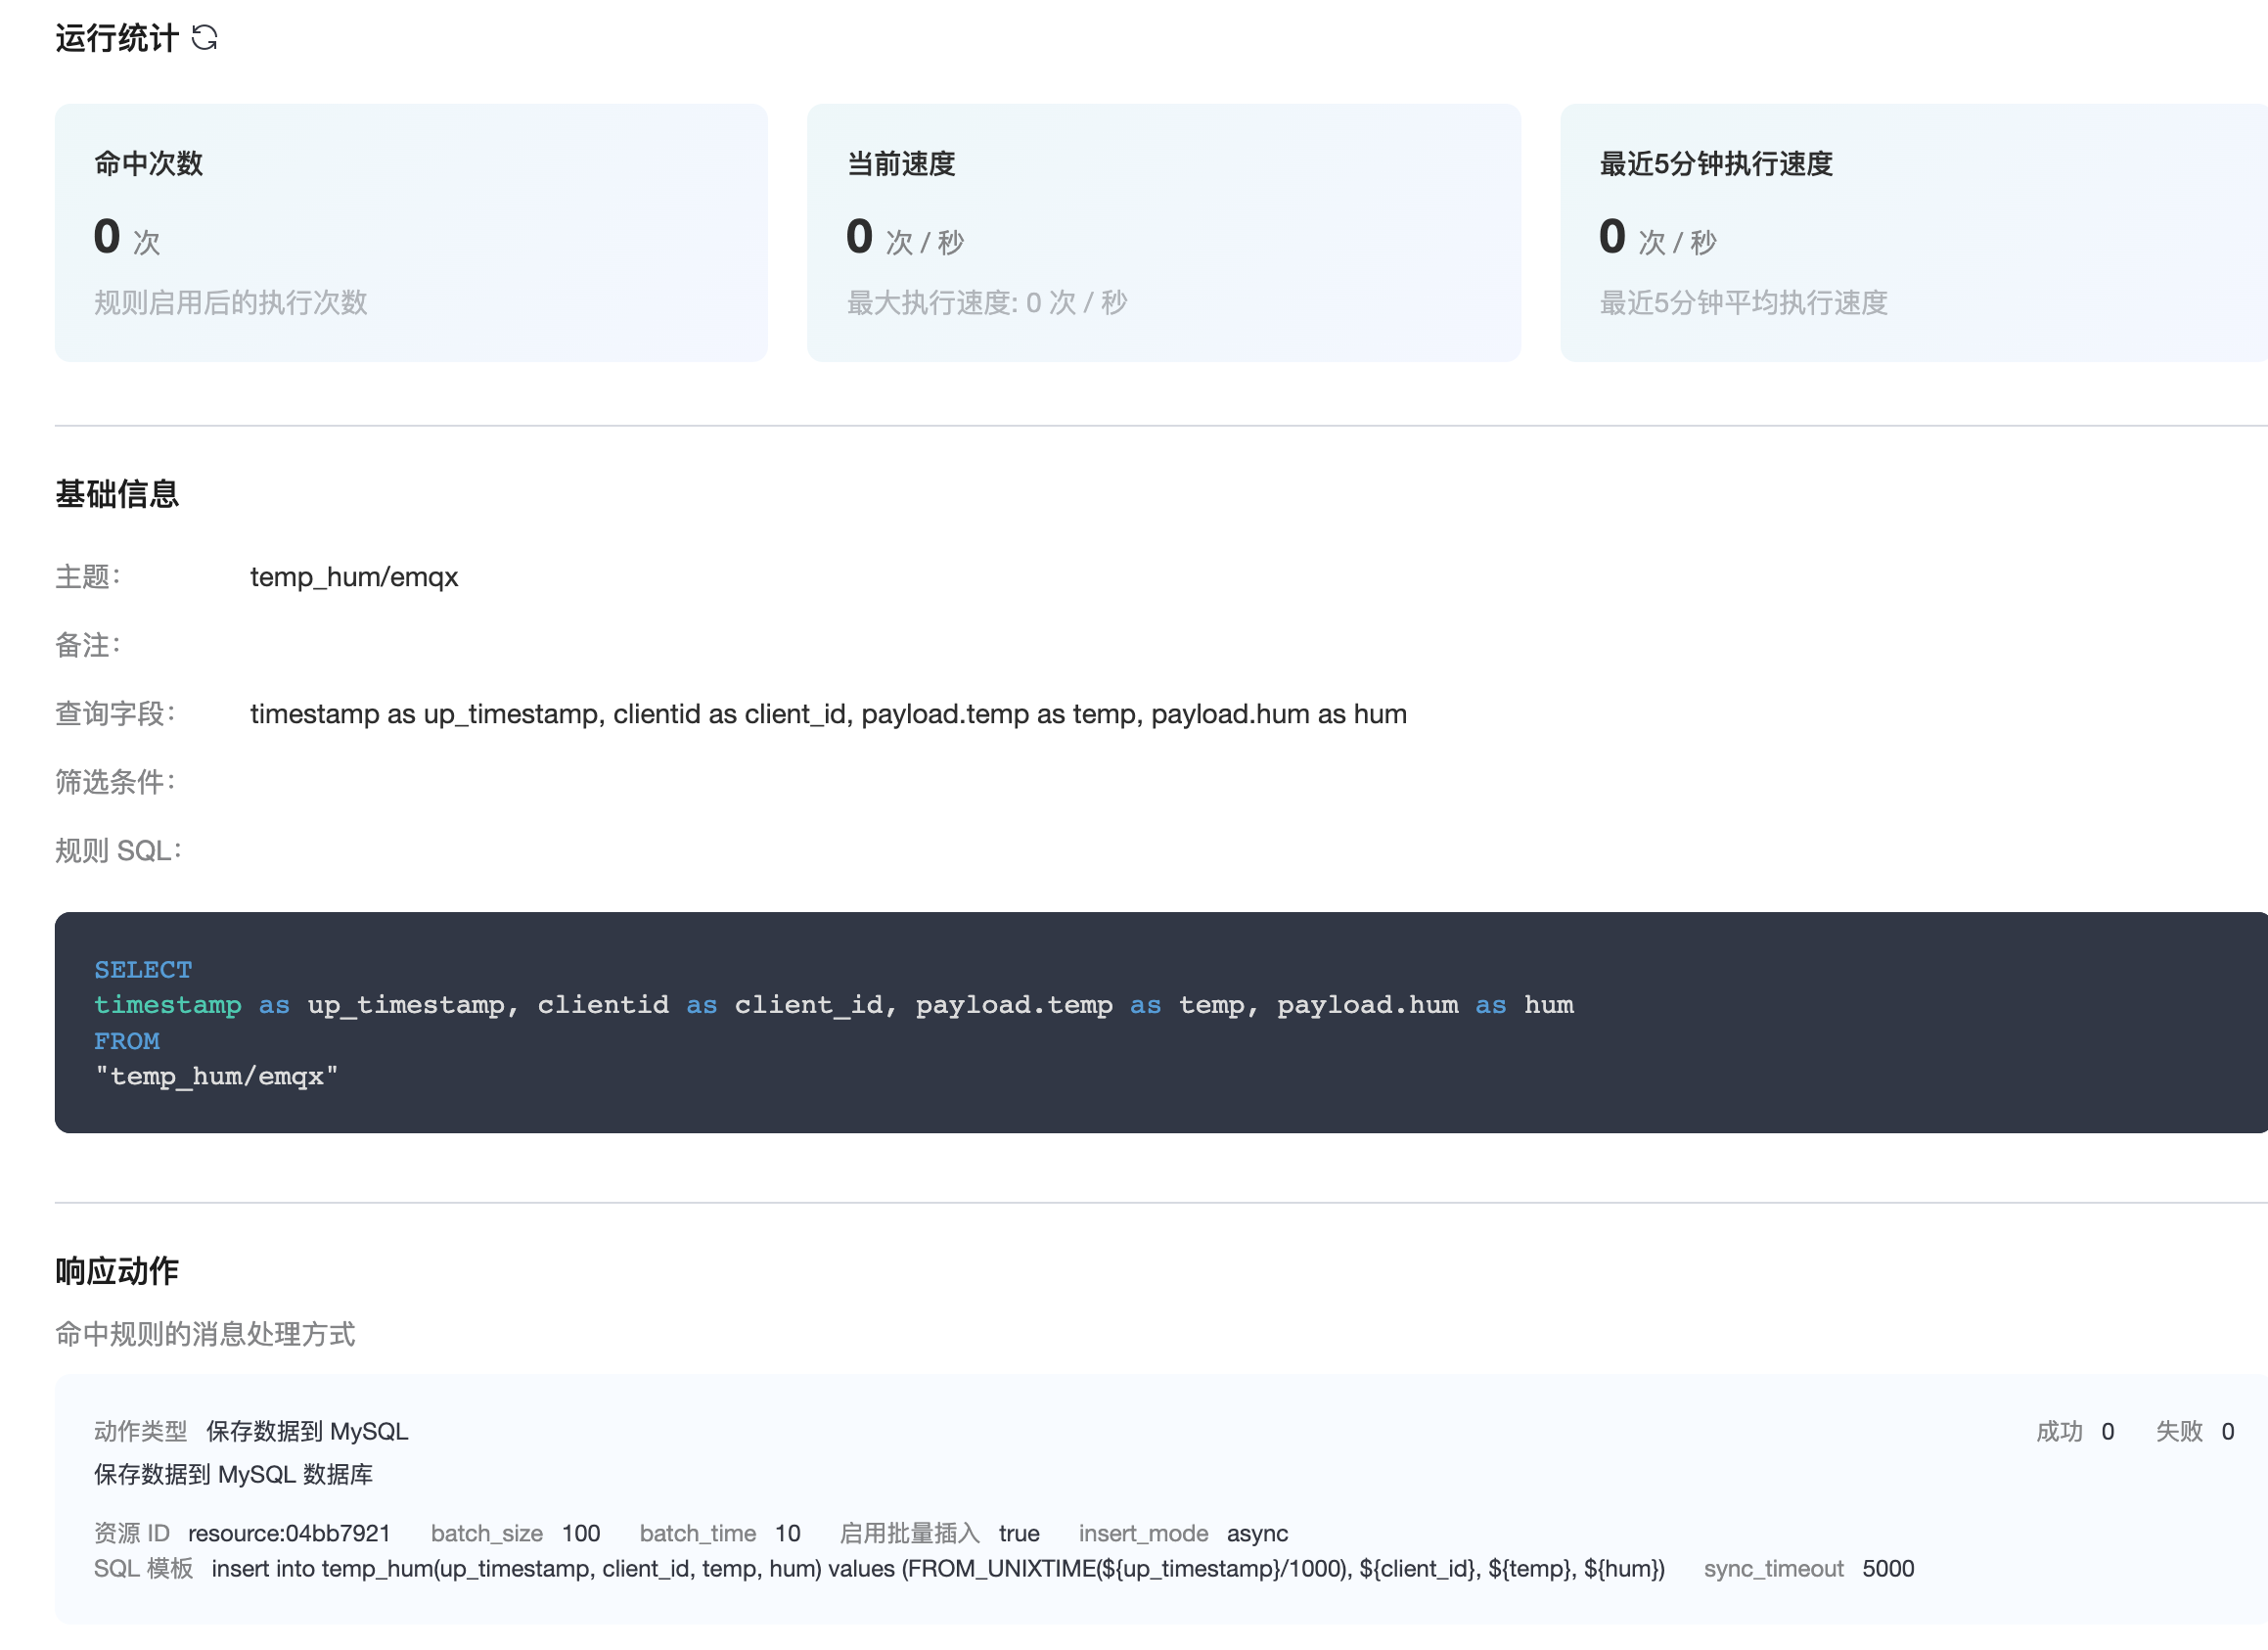 运行统计
命中次数
0 次
规则启用后的执行次数
当前速度
0 次 / 秒
最大执行速度: 0 次 / 秒
最近5分钟执行速度
0 次 / 秒
最近5分钟平均执行速度
基础信息
主题： temp_hum/emqx
备注：
查询字段： timestamp as up_timestamp, clientid as client_id, payload.temp as temp, payload.hum as hum
筛选条件：
规则 SQL：
SELECT
timestamp as up_timestamp, clientid as client_id, payload.temp as temp, payload.hum as hum
FROM
"temp_hum/emqx"
响应动作
命中规则的消息处理方式
动作类型 保存数据到 MySQL 成功 0 失败 0
保存数据到 MySQL 数据库
资源 ID resource:04bb7921 batch_size 100 batch_time 10 启用批量插入 true insert_mode async
SQL 模板 insert into temp_hum(up_timestamp, client_id, temp, hum) values (FROM_UNIXTIME(${up_timestamp}/1000), ${client_id}, ${temp}, ${hum}) sync_timeout 5000